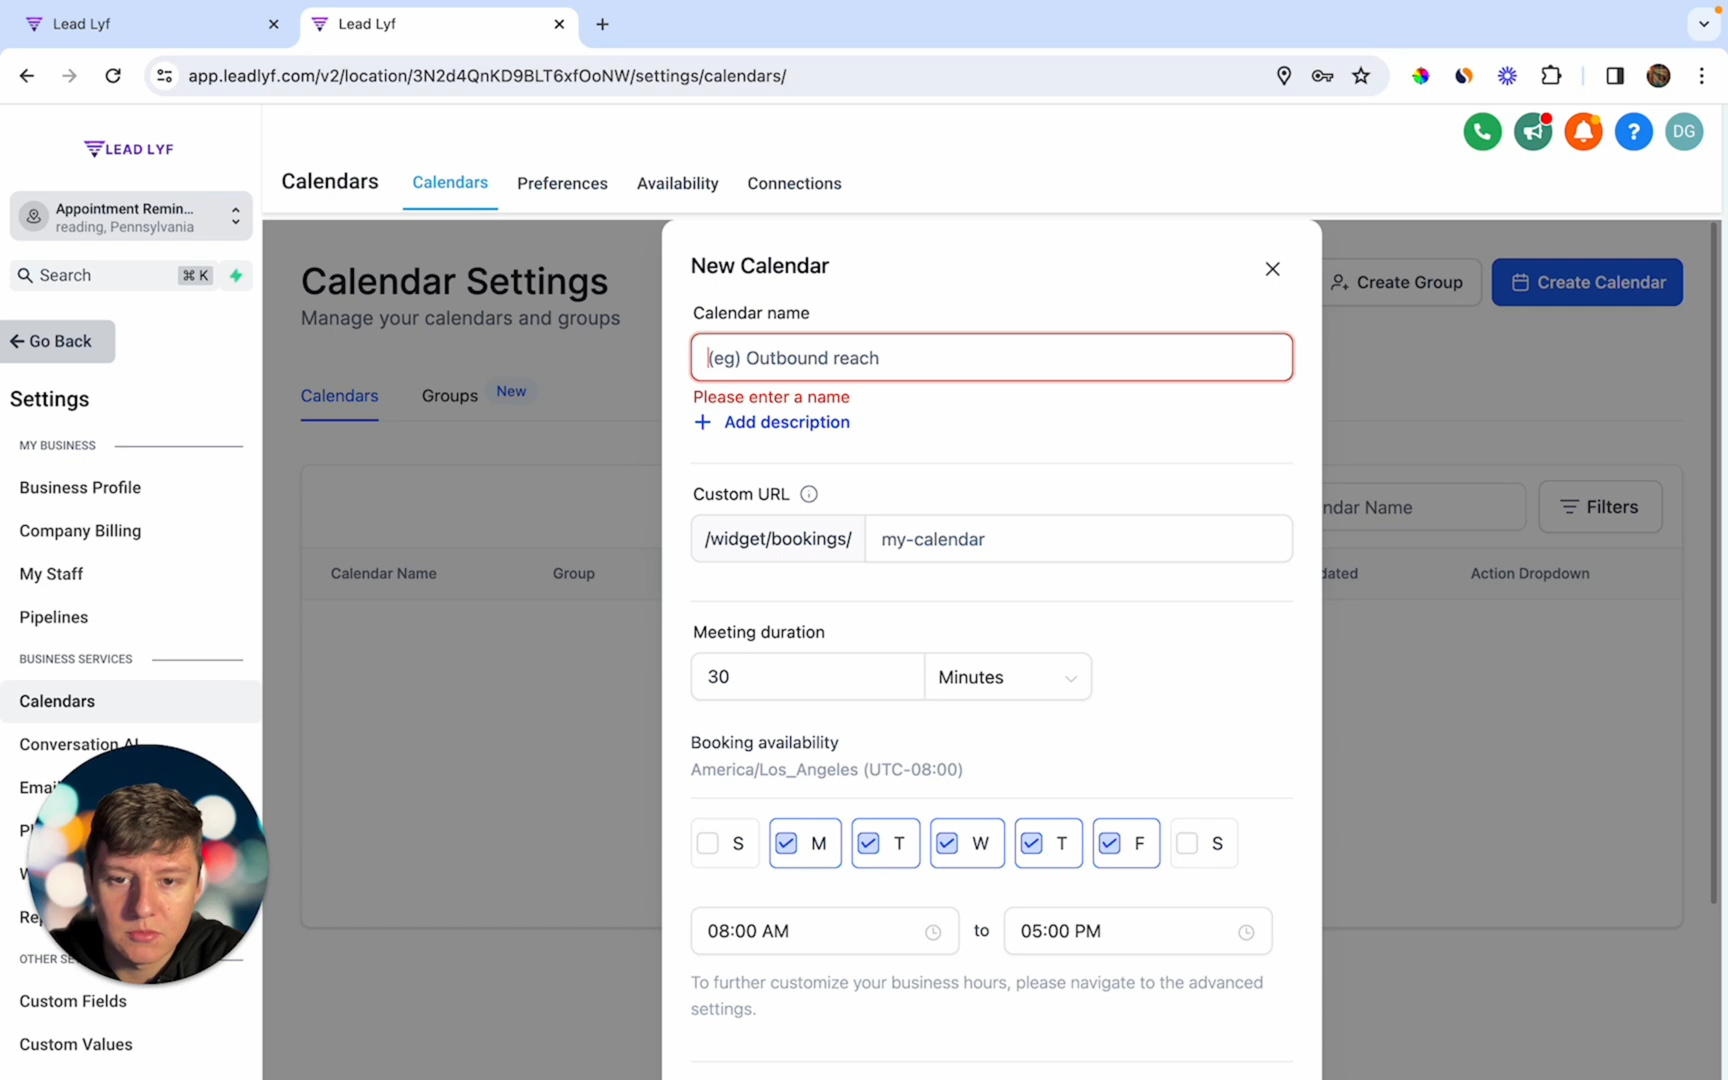 Lead Lyf
Lead Lyf
app.leadlyf.com/v2/location/3N2d4QnKD9BLT6xfOoNW/settings/calendars/
LEAD LYF
DG
Calendars
Calendars
Preferences
Availability
Connections
Appointment Remin...
reading, Pennsylvania
Search
⌘ K
Go Back
Settings
MY BUSINESS
Business Profile
Company Billing
My Staff
Pipelines
BUSINESS SERVICES
Calendars
Conversation AI
Custom Fields
Custom Values
Calendar Settings
Manage your calendars and groups
Create Group
Create Calendar
Calendars
Groups
New
Filters
Calendar Name
Group
Action Dropdown
New Calendar
Calendar name
(eg) Outbound reach
Please enter a name
+ Add description
Custom URL
/widget/bookings/
my-calendar
Meeting duration
30
Minutes
Booking availability
America/Los_Angeles (UTC-08:00)
S
M
T
W
T
F
S
08:00 AM
to
05:00 PM
To further customize your business hours, please navigate to the advanced
settings.